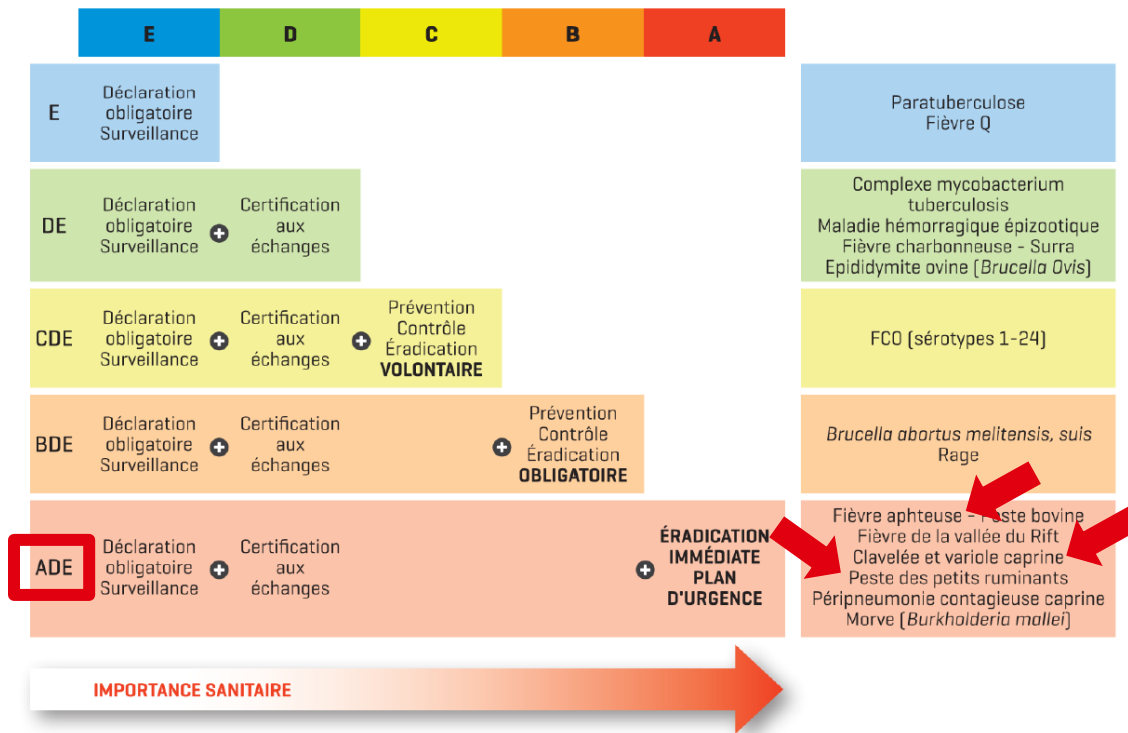 E D C B A
E
Déclaration
obligatoire
Surveillance
Paratuberculose
Fièvre Q
DE
Déclaration
obligatoire
Surveillance
+
Certification
aux
échanges
Complexe mycobacterium
tuberculosis
Maladie hémorragique épizootique
Fièvre charbonneuse - Surra
Epididymite ovine (Brucella Ovis)
CDE
Déclaration
obligatoire
Surveillance
+
Certification
aux
échanges
+
Prévention
Contrôle
Éradication
VOLONTAIRE
FCO (sérotypes 1-24)
BDE
Déclaration
obligatoire
Surveillance
+
Certification
aux
échanges
+
Prévention
Contrôle
Éradication
OBLIGATOIRE
Brucella abortus melitensis, suis
Rage
ADE
Déclaration
obligatoire
Surveillance
+
Certification
aux
échanges
+
ÉRADICATION
IMMÉDIATE
PLAN
D'URGENCE
Fièvre aphteuse - bovine
Fièvre de la vallée du Rift
Clavelée et variole caprine
Peste des petits ruminants
Péripneumonie contagieuse caprine
Morve (Burkholderia mallei)
IMPORTANCE SANITAIRE